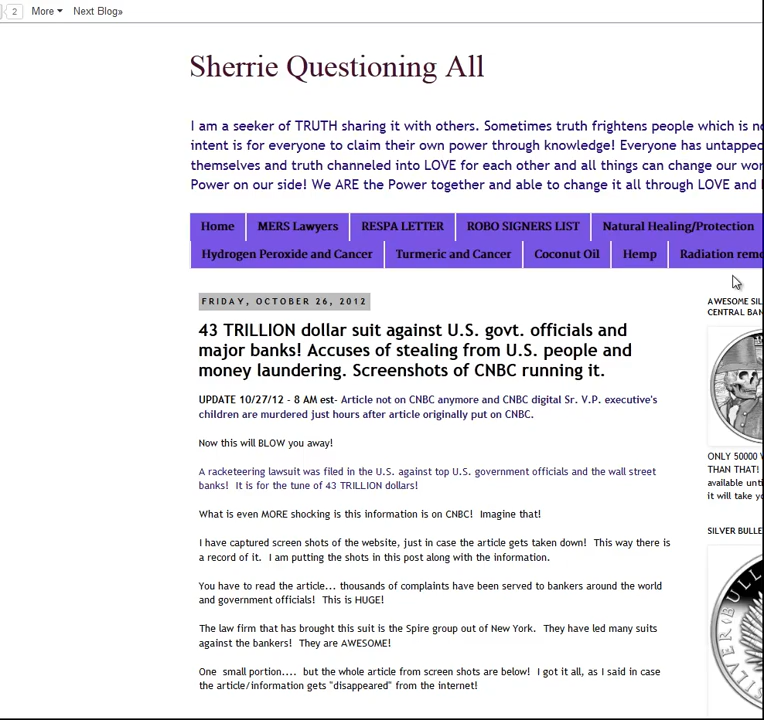 2 More Next Blog»
Sherrie Questioning All
I am a seeker of TRUTH sharing it with others. Sometimes truth frightens people which is
intent is for everyone to claim their own power through knowledge! Everyone has
themselves and truth channeled into LOVE for each other and all things can change our
Power on our side! We ARE the Power together and able to change it all through LOVE and
Home MERS Lawyers RESPA LETTER ROBO SIGNERS LIST Natural Healing/Protection
Hydrogen Peroxide and Cancer Turmeric and Cancer Coconut Oil Hemp Radiation
FRIDAY, OCTOBER 26, 2012
43 TRILLION dollar suit against U.S. govt. officials and
major banks! Accuses of stealing from U.S. people and
money laundering. Screenshots of CNBC running it.
UPDATE 10/27/12 - 8 AM est- Article not on CNBC anymore and CNBC digital Sr. V.P. executive's
children are murdered just hours after article originally put on CNBC.
Now this will BLOW you away!
A racketeering lawsuit was filed in the U.S. against top U.S. government officials and the wall street
banks! It is for the tune of 43 TRILLION dollars!
What is even MORE shocking is this information is on CNBC! Imagine that!
I have captured screen shots of the website, just in case the article gets taken down! This way there is
a record of it. I am putting the shots in this post along with the information.
You have to read the article... thousands of complaints have been served to bankers around the world
and government officials! This is HUGE!
The law firm that has brought this suit is the Spire group out of New York. They have led many suits
against the bankers! They are AWESOME!
One small portion.... but the whole article from screen shots are below! I got it all, as I said in case
the article/information gets "disappeared" from the internet!
AWESOME
CENTRAL
ONLY 50000
THAN THAT!
available
it will take
SILVER
SILVER